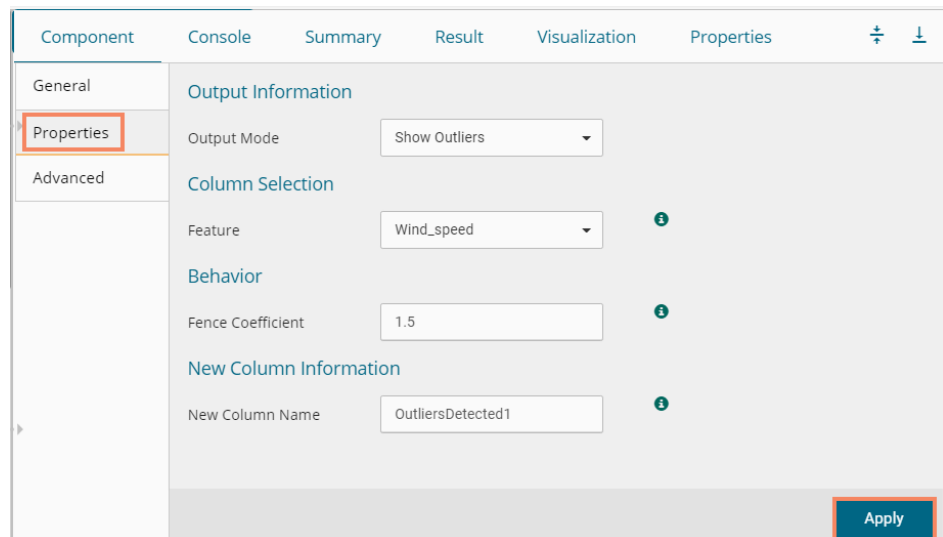 Component Console Summary Result Visualization Properties
General
Properties
Advanced
Output Information
Output Mode Show Outliers
Column Selection
Feature Wind_speed
Behavior
Fence Coefficient 1.5
New Column Information
New Column Name OutliersDetected1
Apply